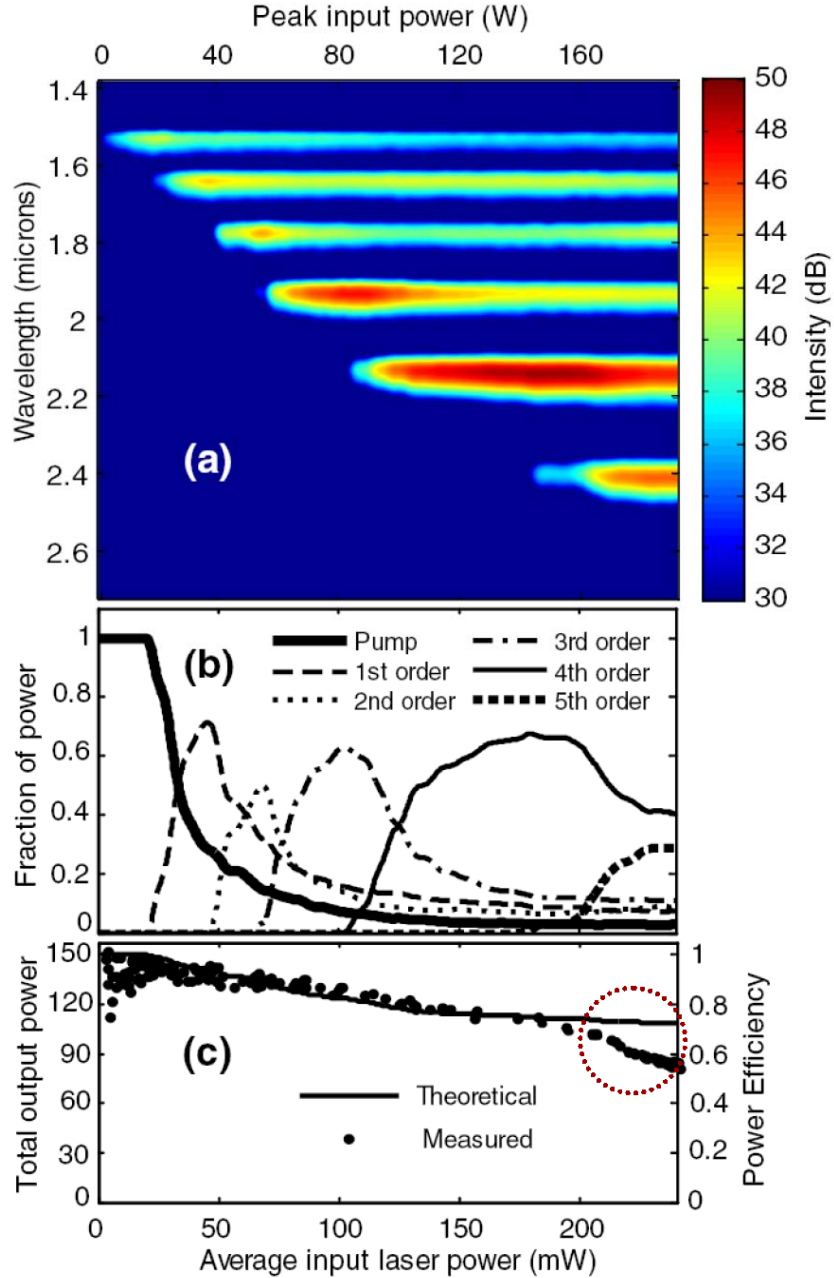 Peak input power (W)
0 40 80 120 160
Wavelength (microns)
1.4
1.6
1.8
2
2.2
2.4
2.6
(a)
50
48
46
44
42
40
38
36
34
32
30
Intensity (dB)
Fraction of power
1
0.8
0.6
0.4
0.2
0
(b)
Pump
1st order
2nd order
3rd order
4th order
5th order
Total output power
150
120
90
60
30
0
(c)
Theoretical
Measured
1
0.8
0.6
0.4
0.2
0
Power Efficiency
0 50 100 150 200
Average input laser power (mW)